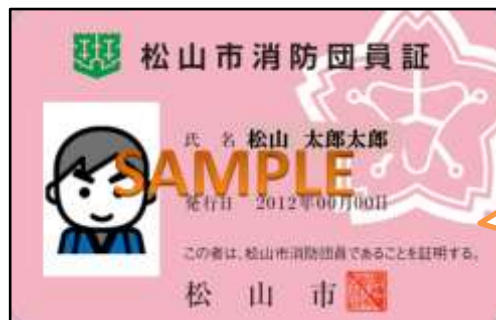 松山市消防団員証
氏 名 松山 太郎太郎
SAMPLE
発行日 2012年00月00日
この者は、松山市消防団員であることを証明する。
松 山 市